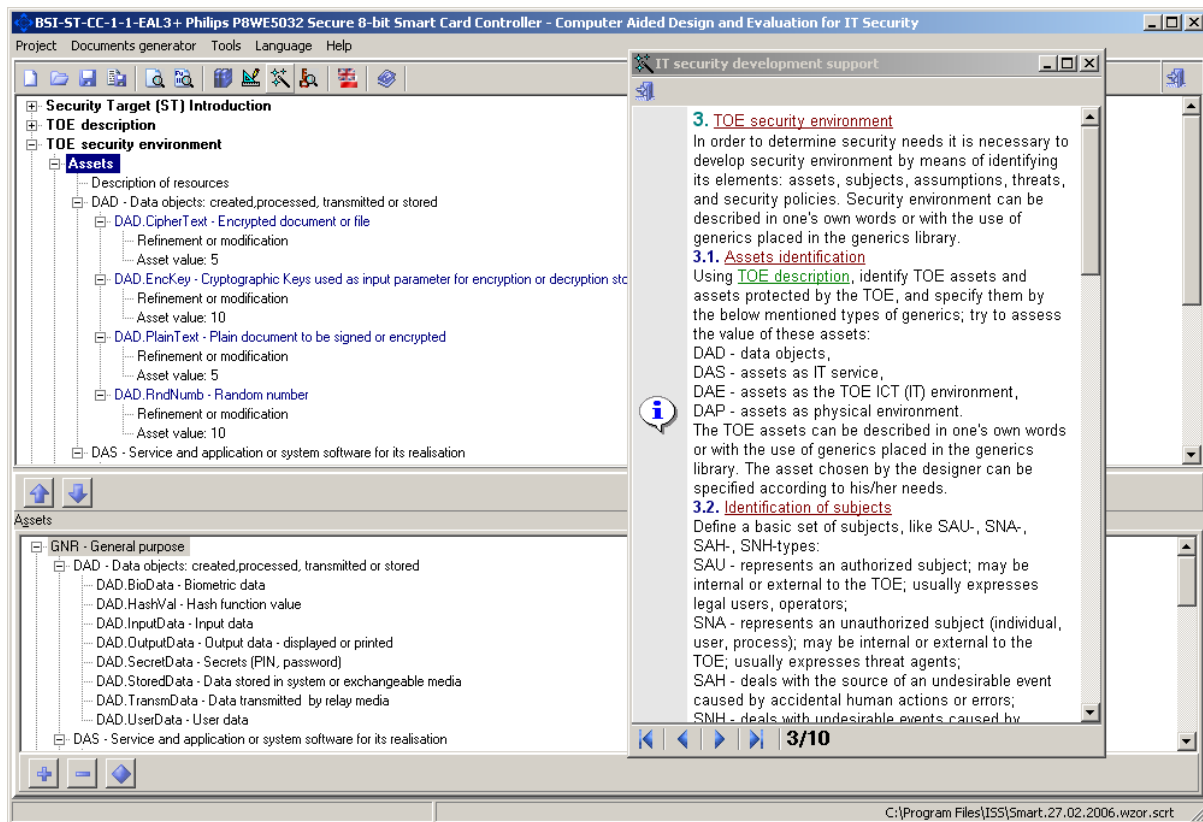 BSI-ST-CC-1-1-EAL3+ Philips P8WE5032 Secure 8-bit Smart Card Controller - Computer Aided Design and Evaluation for IT Security
Project Documents generator Tools Language Help
Security Target (ST) Introduction
TOE description
TOE security environment
Assets
Description of resources
DAD - Data objects: created,processed, transmitted or stored
DAD.CipherText - Encrypted document or file
Refinement or modification
Asset value: 5
DAD.EncKey - Cryptographic Keys used as input parameter for encryption or decryption sto
Refinement or modification
Asset value: 10
DAD.PlainText - Plain document to be signed or encrypted
Refinement or modification
Asset value: 5
DAD.RndNumb - Random number
Refinement or modification
Asset value: 10
DAS - Service and application or system software for its realisation
Assets
GNR - General purpose
DAD - Data objects: created,processed, transmitted or stored
DAD.BioData - Biometric data
DAD.HashVal - Hash function value
DAD.InputData - Input data
DAD.OutputData - Output data - displayed or printed
DAD.SecretData - Secrets (PIN, password)
DAD.StoredData - Data stored in system or exchangeable media
DAD.TransmData - Data transmitted by relay media
DAD.UserData - User data
DAS - Service and application or system software for its realisation
IT security development support
3. TOE security environment
In order to determine security needs it is necessary to
develop security environment by means of identifying
its elements: assets, subjects, assumptions, threats,
and security policies. Security environment can be
described in one's own words or with the use of
generics placed in the generics library.
3.1. Assets identification
Using TOE description, identify TOE assets and
assets protected by the TOE, and specify them by
the below mentioned types of generics; try to assess
the value of these assets:
DAD - data objects,
DAS - assets as IT service,
DAE - assets as the TOE ICT (IT) environment,
DAP - assets as physical environment.
The TOE assets can be described in one's own words
or with the use of generics placed in the generics
library. The asset chosen by the designer can be
specified according to his/her needs.
3.2. Identification of subjects
Define a basic set of subjects, like SAU-, SNA-,
SAH-, SNH-types:
SAU - represents an authorized subject; may be
internal or external to the TOE; usually expresses
legal users, operators;
SNA - represents an unauthorized subject (individual,
user, process); may be internal or external to the
TOE; usually expresses threat agents;
SAH - deals with the source of an undesirable event
caused by accidental human actions or errors;
SNH - deals with undesirable events caused by
3/10
C:\Program Files\ISS\Smart.27.02.2006.wzor.scrt